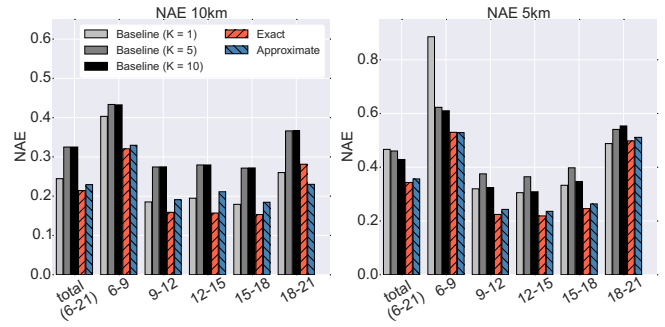 NAE 10km
NAE 5km
0.6
0.5
0.4
0.3
0.2
0.1
0.0
NAE
Baseline (K = 1)
Baseline (K = 5)
Baseline (K = 10)
Exact
Approximate
total
(6-21)
6-9
9-12
12-15
15-18
18-21
0.8
0.6
0.4
0.2
0.0
NAE
total
(6-21)
6-9
9-12
12-15
15-18
18-21